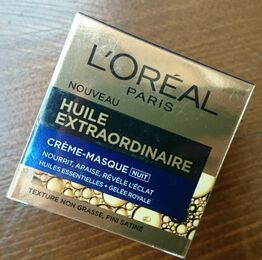 L'ORÉAL
PARIS
NOUVEAU
HUILE
EXTRAORDINAIRE
CRÈME-MASQUE NUIT
NOURRIT, APAISE, RÉVÈLE L'ÉCLAT
HUILES ESSENTIELLES + GELÉE ROYALE
TEXTURE NON GRASSE, FINI SATINÉ